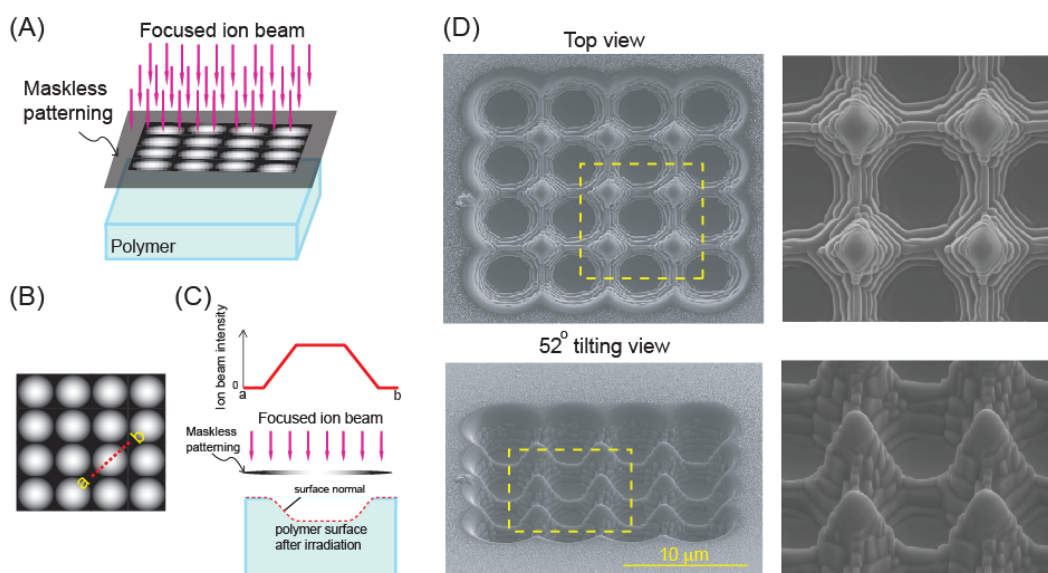 (A)
Focused ion beam
Maskless
patterning
Polymer
(B)
a
b
(C)
Ion beam intensity
0
a
b
Focused ion beam
Maskless
patterning
surface normal
polymer surface
after irradiation
(D)
Top view
52° tilting view
10 μm